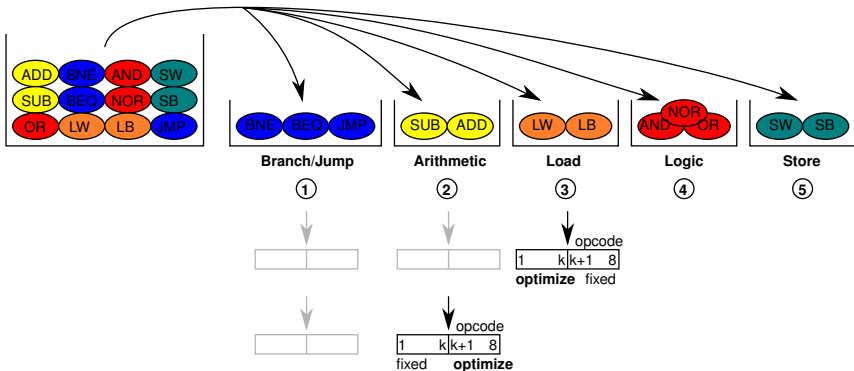 ADD BNE AND SW
SUB BEQ NOR SB
OR LW LB JMP
BNE BEQ JMP
SUB ADD
LW LB
NOR
AND OR
SW SB
Branch/Jump Arithmetic Load Logic Store
1 2 3 4 5
opcode
1 k k+1 8
optimize fixed
opcode
1 k k+1 8
fixed optimize